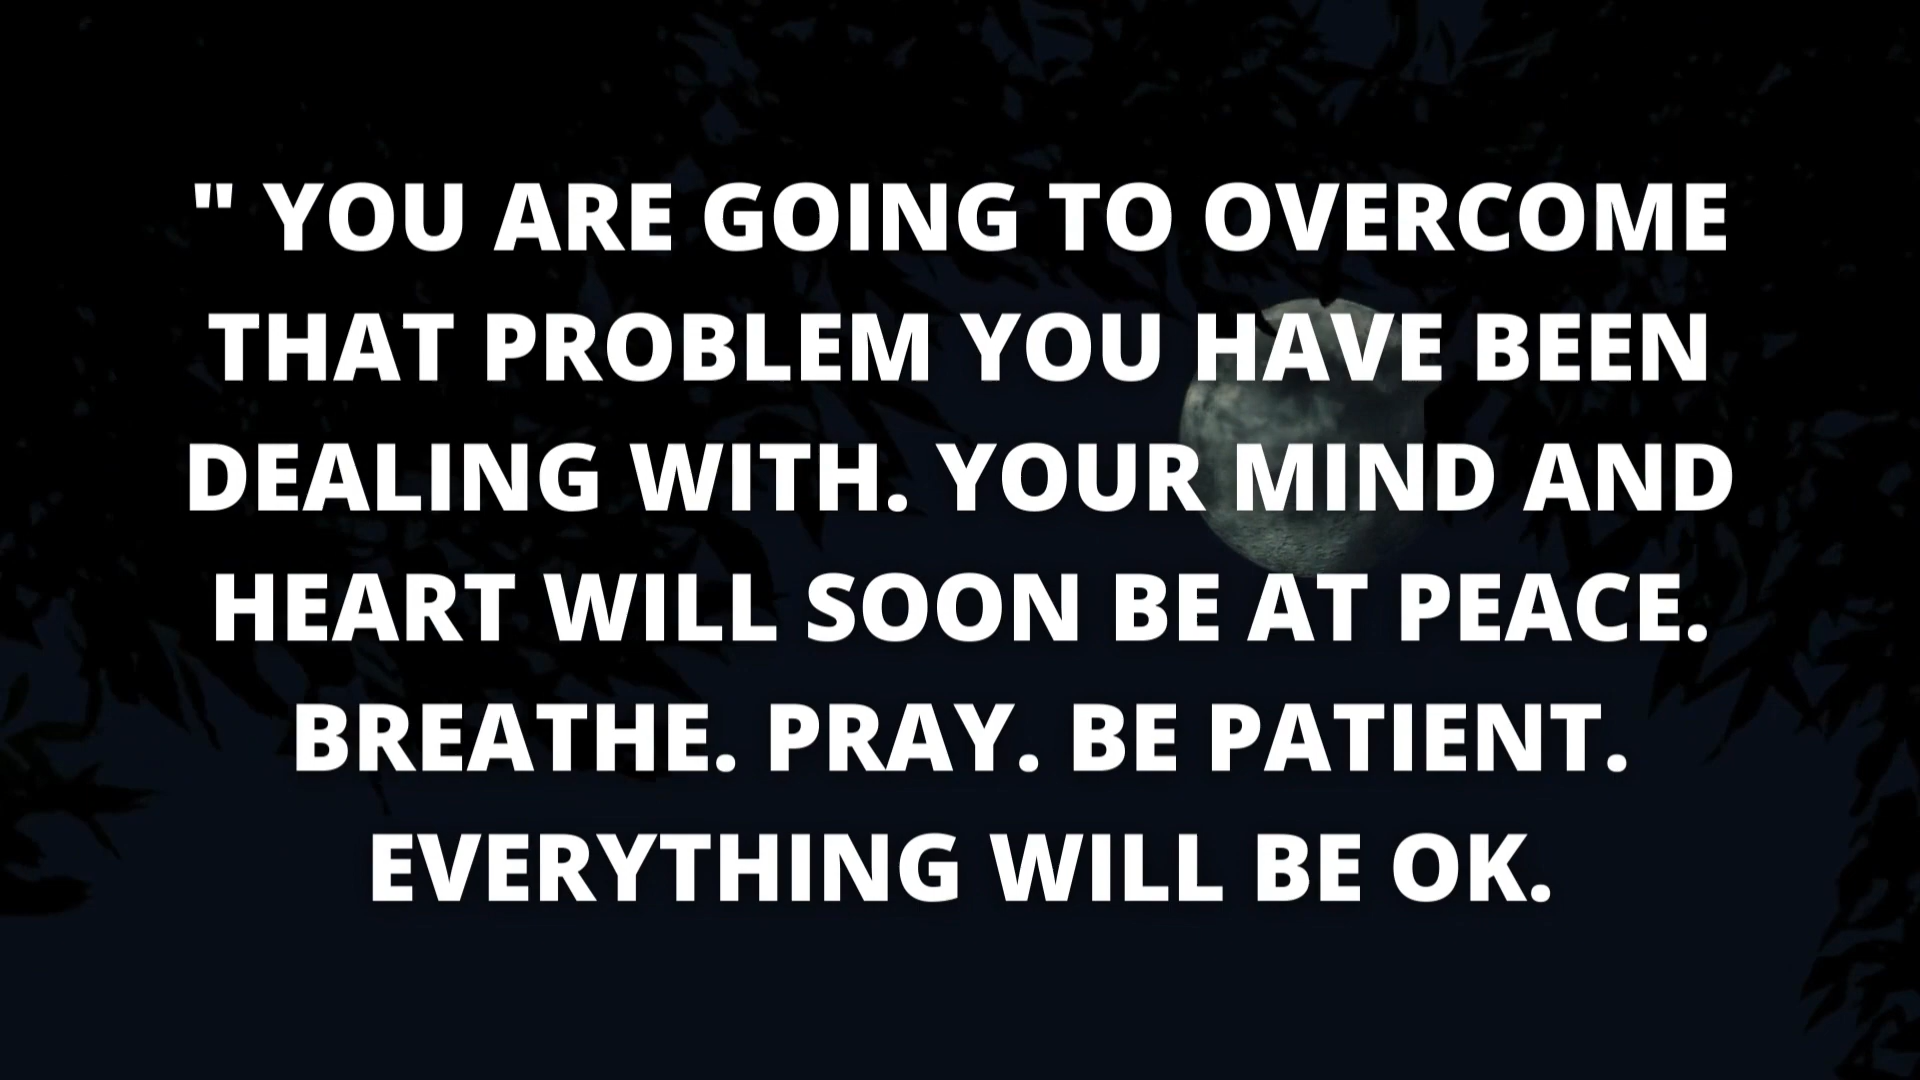 " YOU ARE GOING TO OVERCOME
THAT PROBLEM YOU HAVE BEEN
DEALING WITH. YOUR MIND AND
HEART WILL SOON BE AT PEACE.
BREATHE. PRAY. BE PATIENT.
EVERYTHING WILL BE OK.